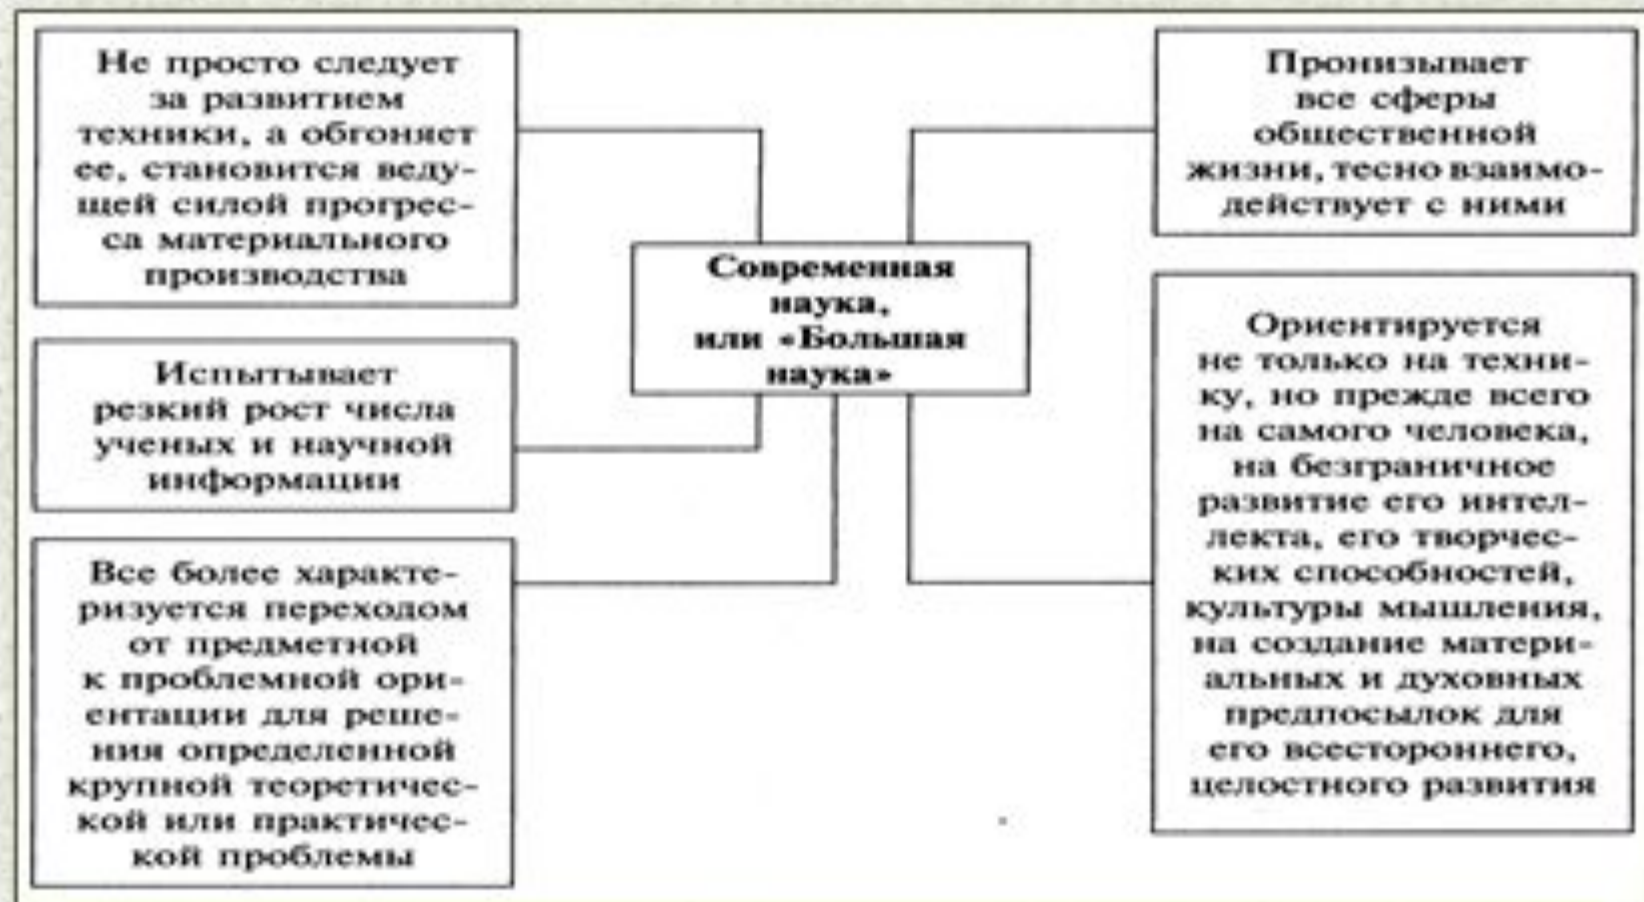 Не просто следует
за развитием
техники, а обгоняет
ее, становится веду-
щей силой прогрес-
са материального
производства
Испытывает
резкий рост числа
ученых и научной
информации
Все более характе-
ризуется переходом
от предметной
к проблемной ори-
ентации для реше-
ния определенной
крупной теоретичес-
кой или практичес-
кой проблемы
Современная
наука,
или «Большая
наука»
Пронизывает
все сферы
общественной
жизни, тесно взаимо-
действует с ними
Ориентируется
не только на техни-
ку, но прежде всего
на самого человека,
на безграничное
развитие его интел-
лекта, его творчес-
ких способностей,
культуры мышления,
на создание матери-
альных и духовных
предпосылок для
его всестороннего,
целостного развития